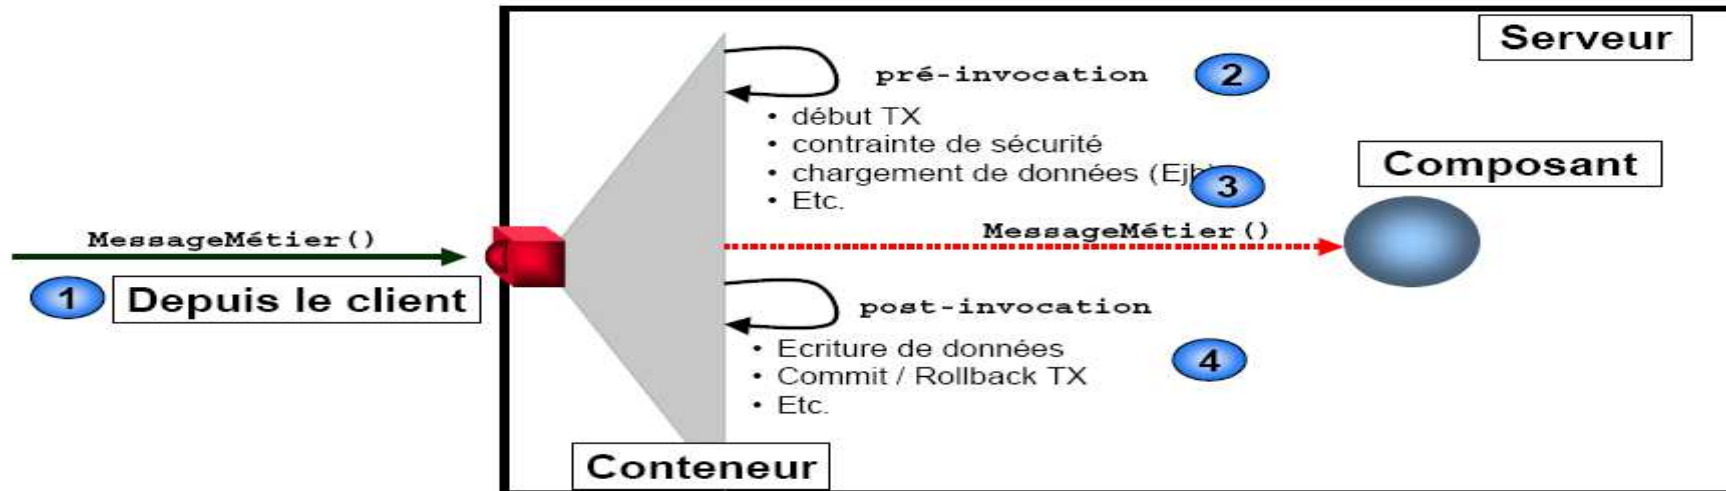 Serveur
pré-invocation
2
• début TX
• contrainte de sécurité
• chargement de données (Ejb)
3
• Etc.
Composant
MessageMétier()
MessageMétier()
1
Depuis le client
post-invocation
• Ecriture de données
4
• Commit / Rollback TX
• Etc.
Conteneur